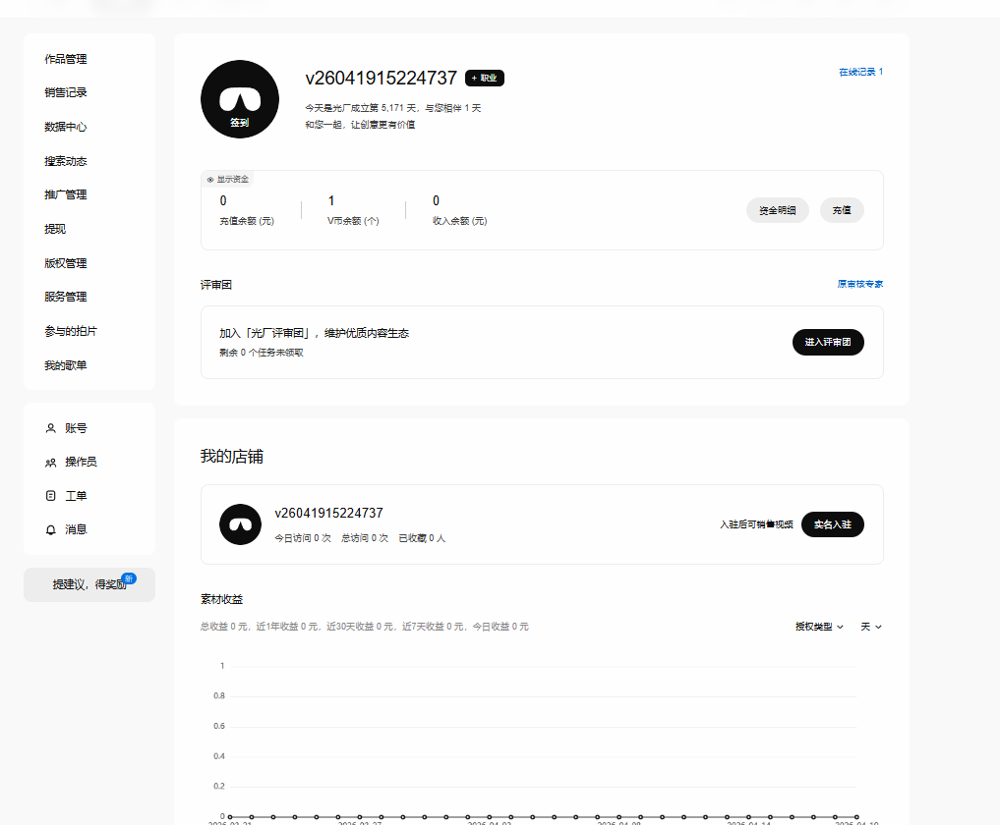 作品管理
销售记录
数据中心
搜索动态
推广管理
提现
版权管理
服务管理
参与的拍片
我的歌单
账号
操作员
工单
消息
提建议，得奖励
新
签到
v26041915224737
+ 职业
今天是光厂成立第 5,171 天，与您相伴 1 天
和您一起，让创意更有价值
在线记录 1
显示资金
0
充值余额 (元)
1
V币余额 (个)
0
收入余额 (元)
资金明细
充值
评审团
原审核专家
加入「光厂评审团」，维护优质内容生态
剩余 0 个任务未领取
进入评审团
我的店铺
v26041915224737
今日访问 0 次 总访问 0 次 已收藏 0 人
入驻后可销售视频
实名入驻
素材收益
总收益 0 元，近1年收益 0 元，近30天收益 0 元，近7天收益 0 元，今日收益 0 元
授权类型
天
1
0.8
0.6
0.4
0.2
0